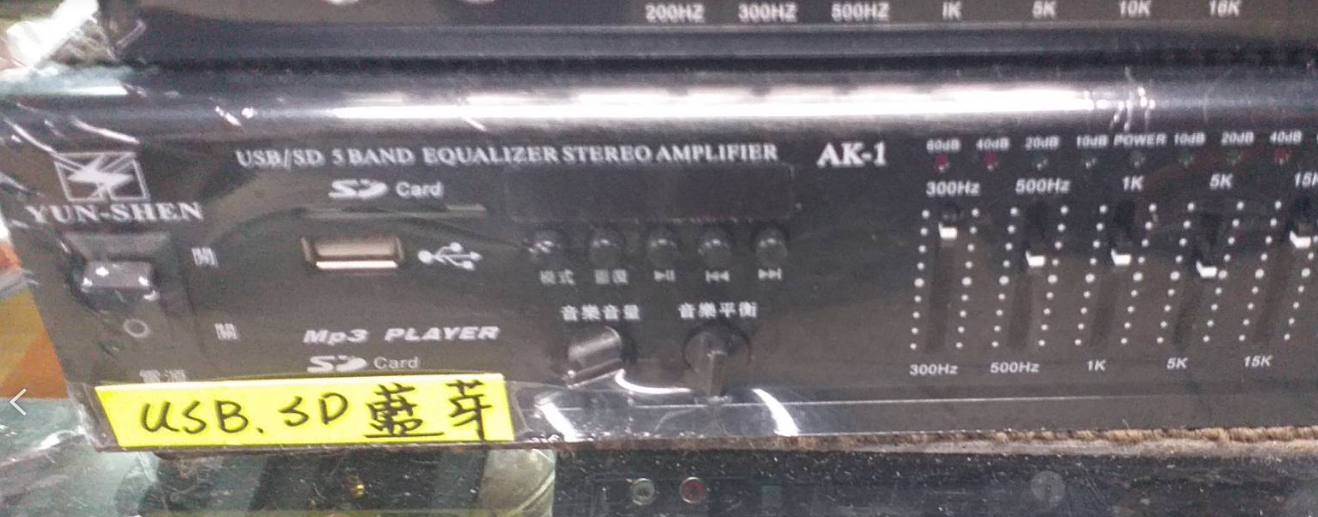 200HZ 300HZ 500HZ 1K 5K 10K 16K
USB/SD 5 BAND EQUALIZER STEREO AMPLIFIER AK-1
60dB 40dB 20dB 10dB POWER 10dB 20dB 40dB
SD Card
300Hz 500Hz 1K 5K 15K
YUN-SHEN
開
模式
音樂音量 音樂平衡
Mp3 PLAYER
關
SD Card
300Hz 500Hz 1K 5K 15K
電源
USB. SD 藍芽